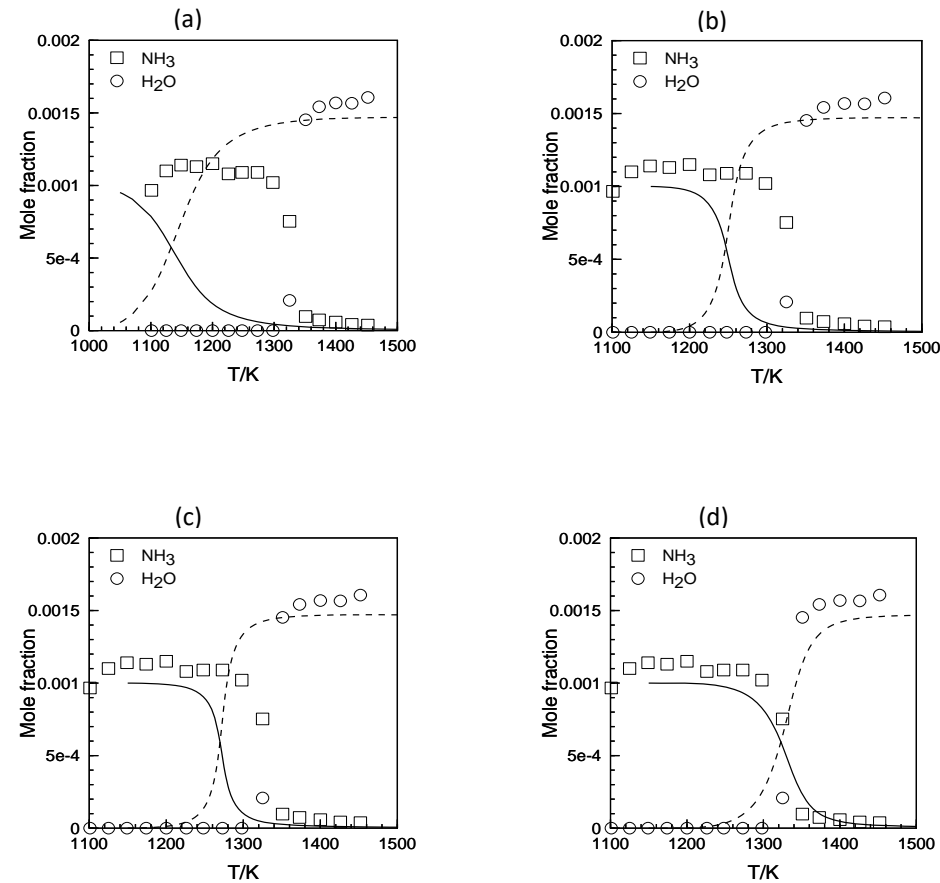 (a)
0.002
0.0015
0.001
5e-4
0
Mole fraction
NH3
H2O
1000 1100 1200 1300 1400 1500
T/K
(b)
0.002
0.0015
0.001
5e-4
0
Mole fraction
NH3
H2O
1100 1200 1300 1400 1500
T/K
(c)
0.002
0.0015
0.001
5e-4
0
Mole fraction
NH3
H2O
1100 1200 1300 1400 1500
T/K
(d)
0.002
0.0015
0.001
5e-4
0
Mole fraction
NH3
H2O
1100 1200 1300 1400 1500
T/K